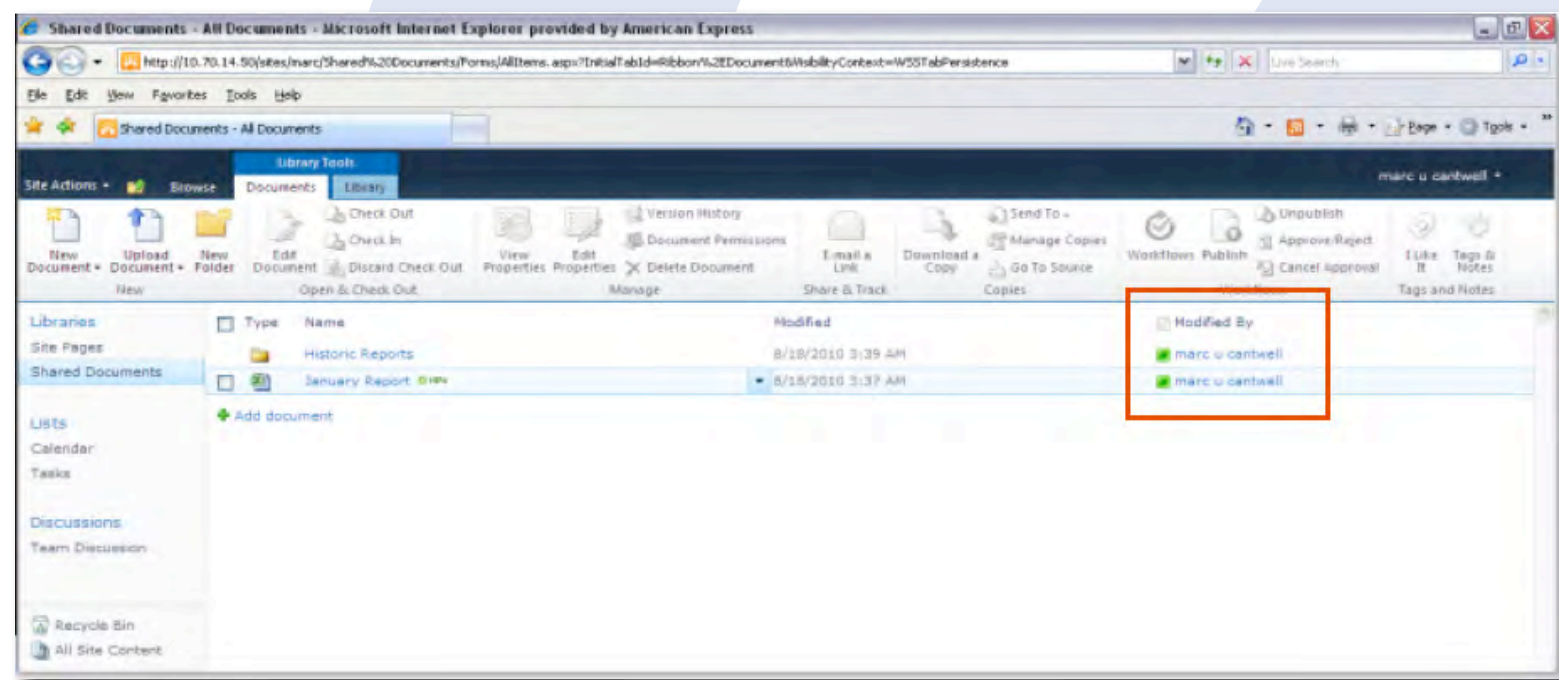 Shared Documents - All Documents - Microsoft Internet Explorer provided by American Express
http://10.70.14.50/sites/marc/Shared%20Documents/Forms/AllItems.aspx?InitialTabId=Ribbon%2EDocument&VisibilityContext=WSSTabPersistence Live Search
File Edit View Favorites Tools Help
Shared Documents - All Documents Page Tools
Library Tools
Site Actions Browse Documents Library marc u cantwell
Check Out Version History Send To Unpublish
Check In Document Permissions Manage Copies Approve/Reject
New Upload New Edit View Edit E-mail a Download a Workflows Publish I Like Tags &
Document Document Folder Document Discard Check Out Properties Properties Delete Document Link Copy Go To Source Cancel Approval It Notes
New Open & Check Out Manage Share & Track Copies Workflows Tags and Notes
Libraries Type Name Modified Modified By
Site Pages Historic Reports 8/18/2010 3:39 AM marc u cantwell
Shared Documents January Report 8/18/2010 3:37 AM marc u cantwell
Add document
Lists
Calendar
Tasks
Discussions
Team Discussion
Recycle Bin
All Site Content